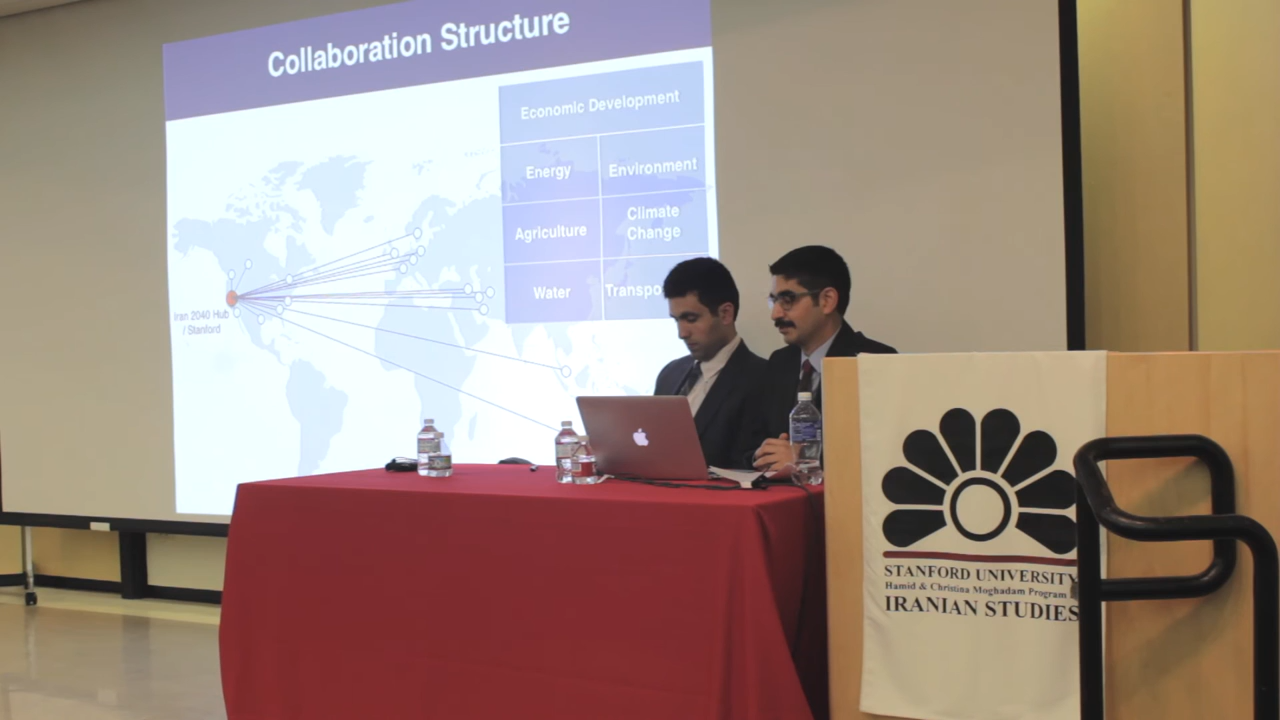 Collaboration Structure
Economic Development
Energy
Environment
Agriculture
Climate
Change
Water
Transpo
Iran 2040 Hub
/ Stanford
STANFORD UNIVERSITY
Hamid & Christina Moghadam Program
IRANIAN STUDIES